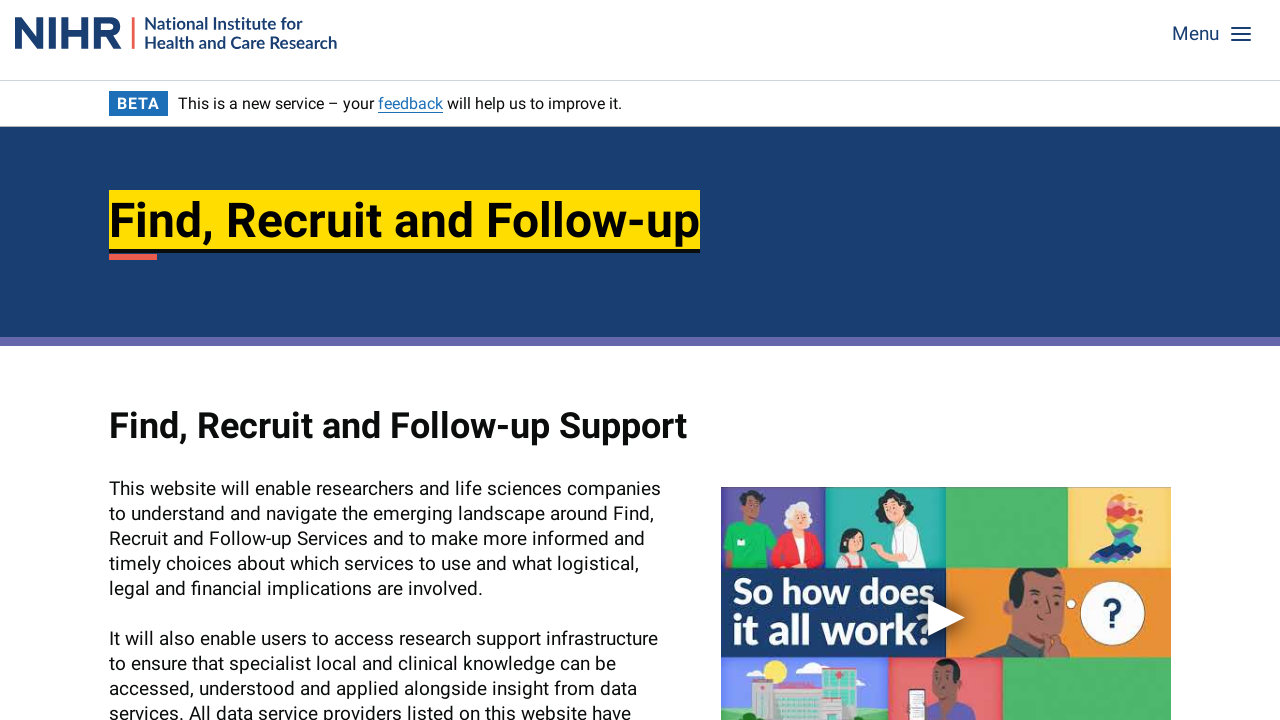 NIHR National Institute for
Health and Care Research
Menu
BETA This is a new service – your feedback will help us to improve it.
Find, Recruit and Follow-up
Find, Recruit and Follow-up Support
This website will enable researchers and life sciences companies
to understand and navigate the emerging landscape around Find,
Recruit and Follow-up Services and to make more informed and
timely choices about which services to use and what logistical,
legal and financial implications are involved.
It will also enable users to access research support infrastructure
to ensure that specialist local and clinical knowledge can be
accessed, understood and applied alongside insight from data
services. All data service providers listed on this website have
So how does
it all work?
?